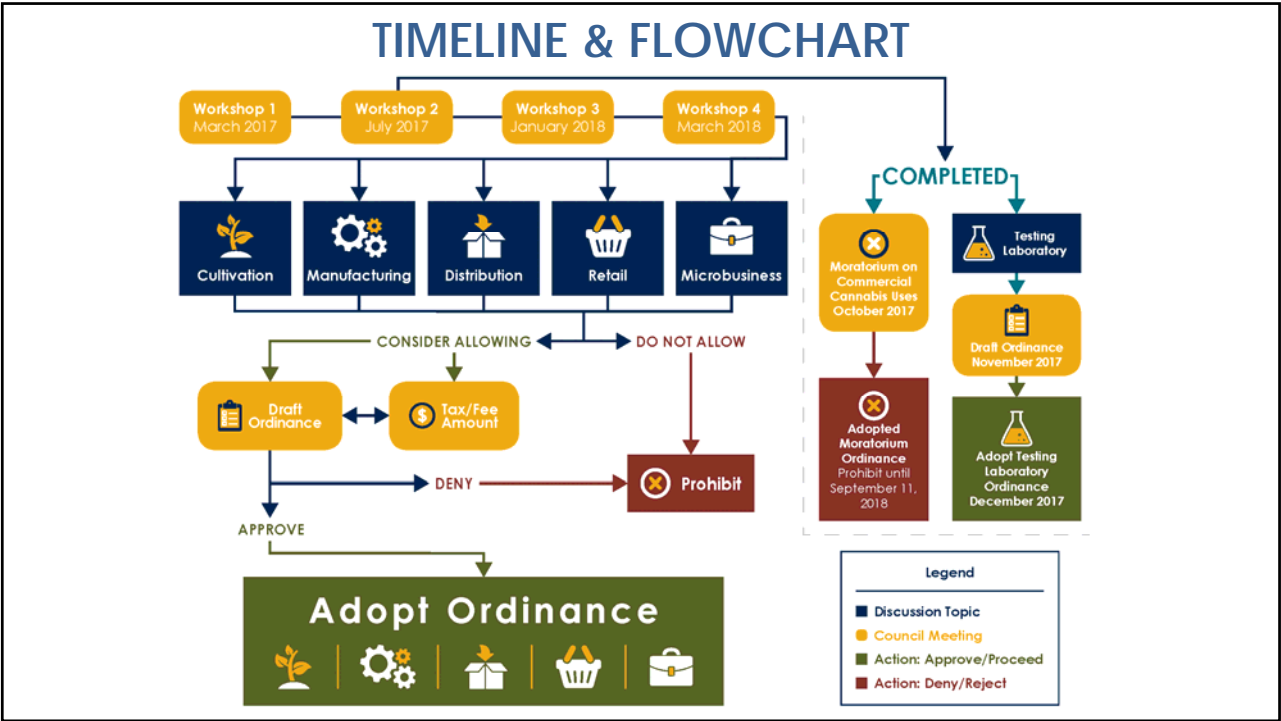 TIMELINE & FLOWCHART
Workshop 1
March 2017
Workshop 2
July 2017
Workshop 3
January 2018
Workshop 4
March 2018
Cultivation
Manufacturing
Distribution
Retail
Microbusiness
CONSIDER ALLOWING
DO NOT ALLOW
Draft
Ordinance
$
Tax/Fee
Amount
DENY
Prohibit
APPROVE
Adopt Ordinance
COMPLETED
Moratorium on
Commercial
Cannabis Uses
October 2017
Adopted
Moratorium
Ordinance
Prohibit until
September 11,
2018
Testing
Laboratory
Draft Ordinance
November 2017
Adopt Testing
Laboratory
Ordinance
December 2017
Legend
Discussion Topic
Council Meeting
Action: Approve/Proceed
Action: Deny/Reject